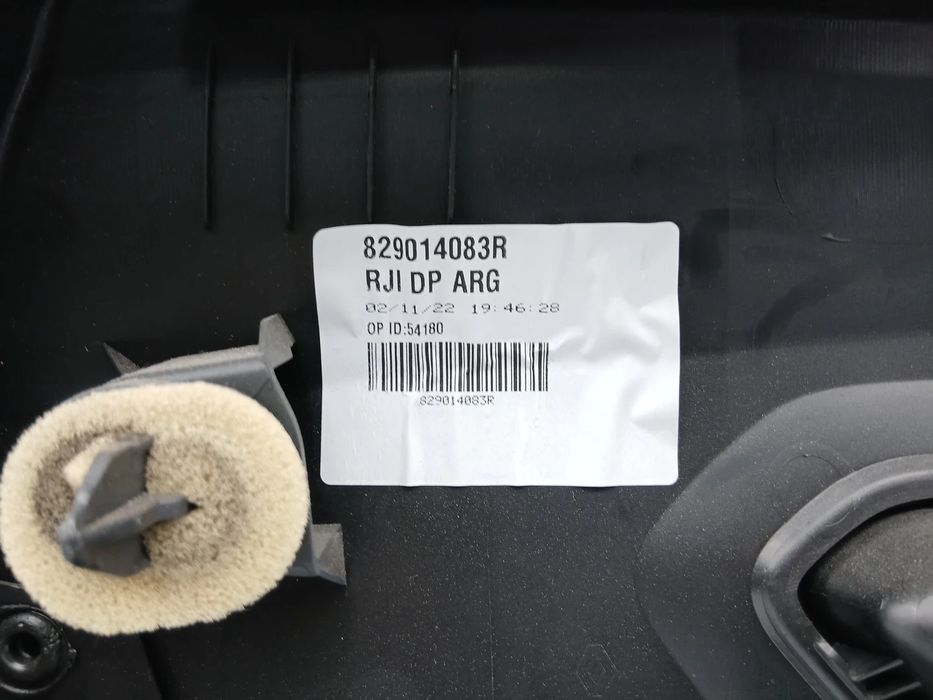 829014083R
RJI DP ARG
02/11/22 19:46:28
OP ID:54180
829014083R